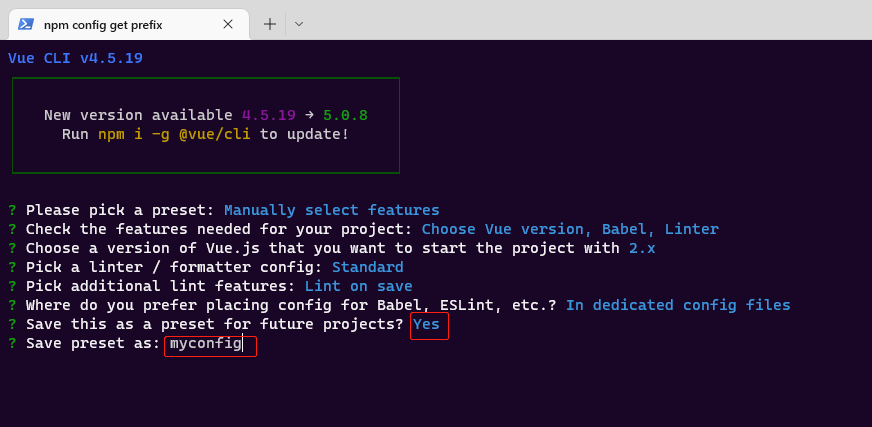 npm config get prefix
Vue CLI v4.5.19
New version available 4.5.19 → 5.0.8
Run npm i -g @vue/cli to update!
? Please pick a preset: Manually select features
? Check the features needed for your project: Choose Vue version, Babel, Linter
? Choose a version of Vue.js that you want to start the project with 2.x
? Pick a linter / formatter config: Standard
? Pick additional lint features: Lint on save
? Where do you prefer placing config for Babel, ESLint, etc.? In dedicated config files
? Save this as a preset for future projects? Yes
? Save preset as: myconfig